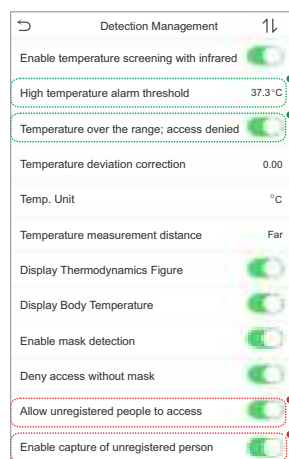 Detection Management
Enable temperature screening with infrared
High temperature alarm threshold 37.3°C
Temperature over the range; access denied
Temperature deviation correction 0.00
Temp. Unit °C
Temperature measurement distance Far
Display Thermodynamics Figure
Display Body Temperature
Enable mask detection
Deny access without mask
Allow unregistered people to access
Enable capture of unregistered person